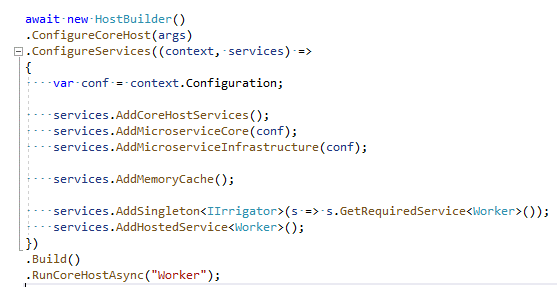 await new HostBuilder()
.ConfigureCoreHost(args)
.ConfigureServices((context, services) =>
{
    var conf = context.Configuration;

    services.AddCoreHostServices();
    services.AddMicroserviceCore(conf);
    services.AddMicroserviceInfrastructure(conf);

    services.AddMemoryCache();

    services.AddSingleton<IIrrigator>(s => s.GetRequiredService<Worker>());
    services.AddHostedService<Worker>();
})
.Build()
.RunCoreHostAsync("Worker");